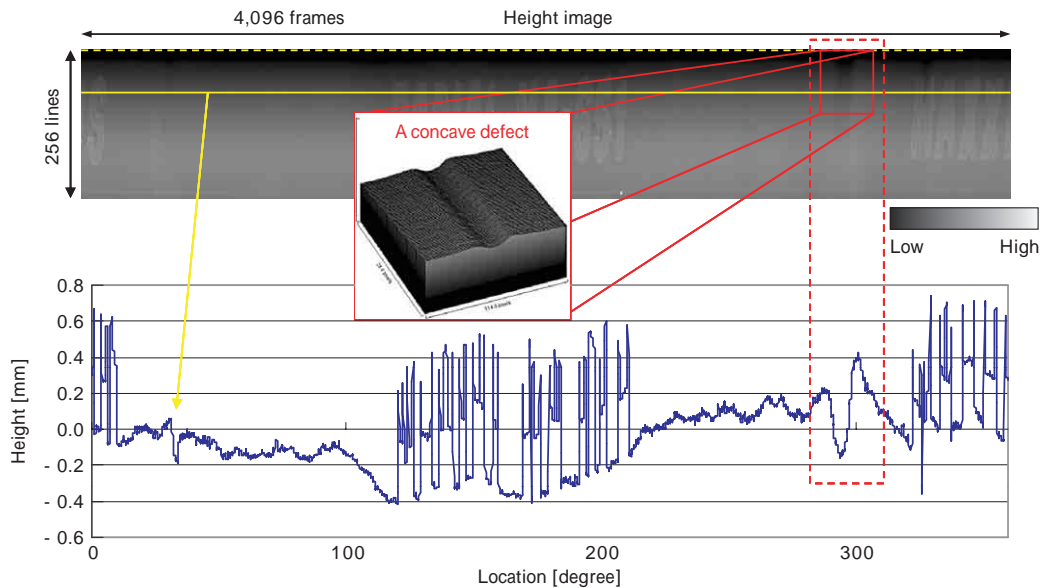 4,096 frames
Height image
256 lines
A concave defect
Low
High
0.8
0.6
0.4
0.2
0.0
- 0.2
- 0.4
- 0.6
Height [mm]
0
100
200
300
Location [degree]